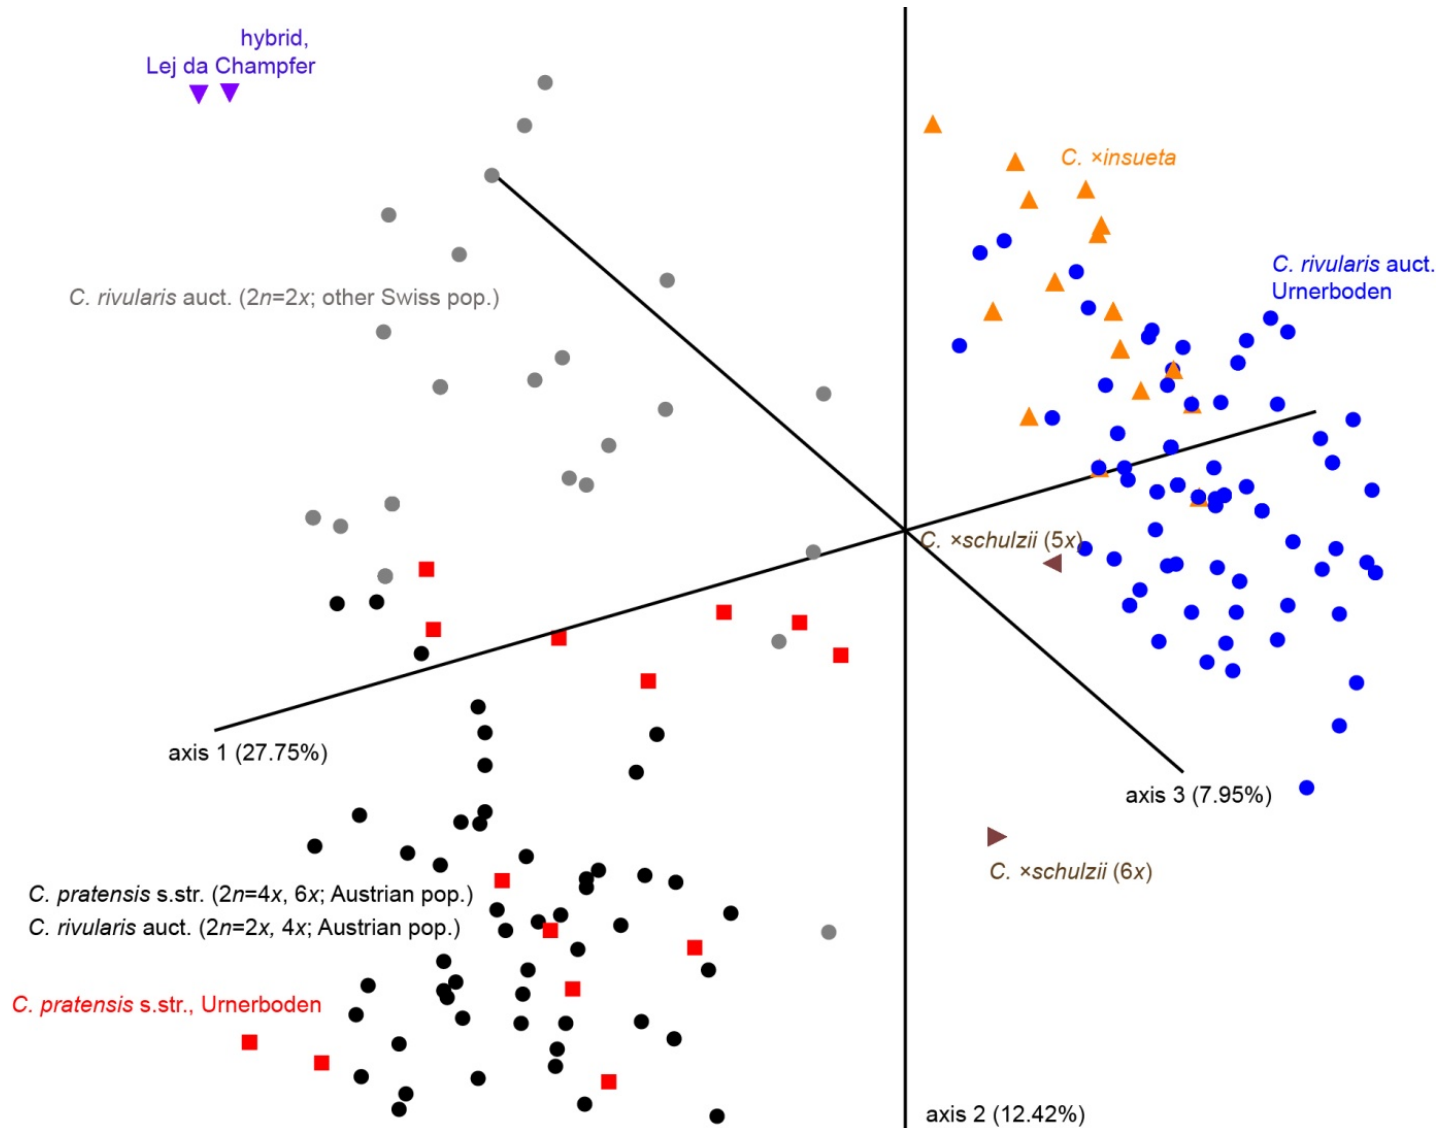 hybrid,
Lej da Champfer
C. ×insueta
C. rivularis auct.
Urnerboden
C. rivularis auct. (2n=2x; other Swiss pop.)
C. ×schulzii (5x)
axis 1 (27.75%)
axis 3 (7.95%)
C. ×schulzii (6x)
C. pratensis s.str. (2n=4x, 6x; Austrian pop.)
C. rivularis auct. (2n=2x, 4x; Austrian pop.)
C. pratensis s.str., Urnerboden
axis 2 (12.42%)